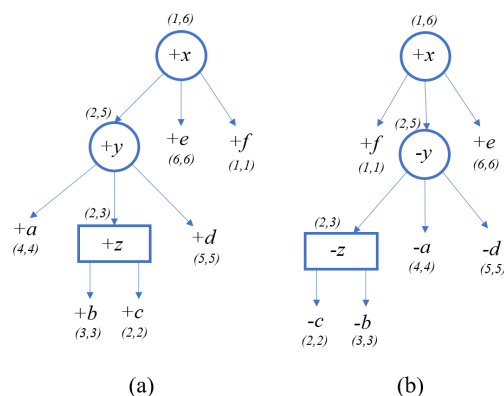 (1,6) (1,6)
+x +x
(2,5) +e +f +f (2,5) +e
(6,6) (1,1) (1,1) (6,6)
+y -y
(2,3) (2,3)
+a +z +d -z -a -d
(4,4) (5,5) (4,4) (5,5)
+b +c -c -b
(3,3) (2,2) (2,2) (3,3)
(a) (b)